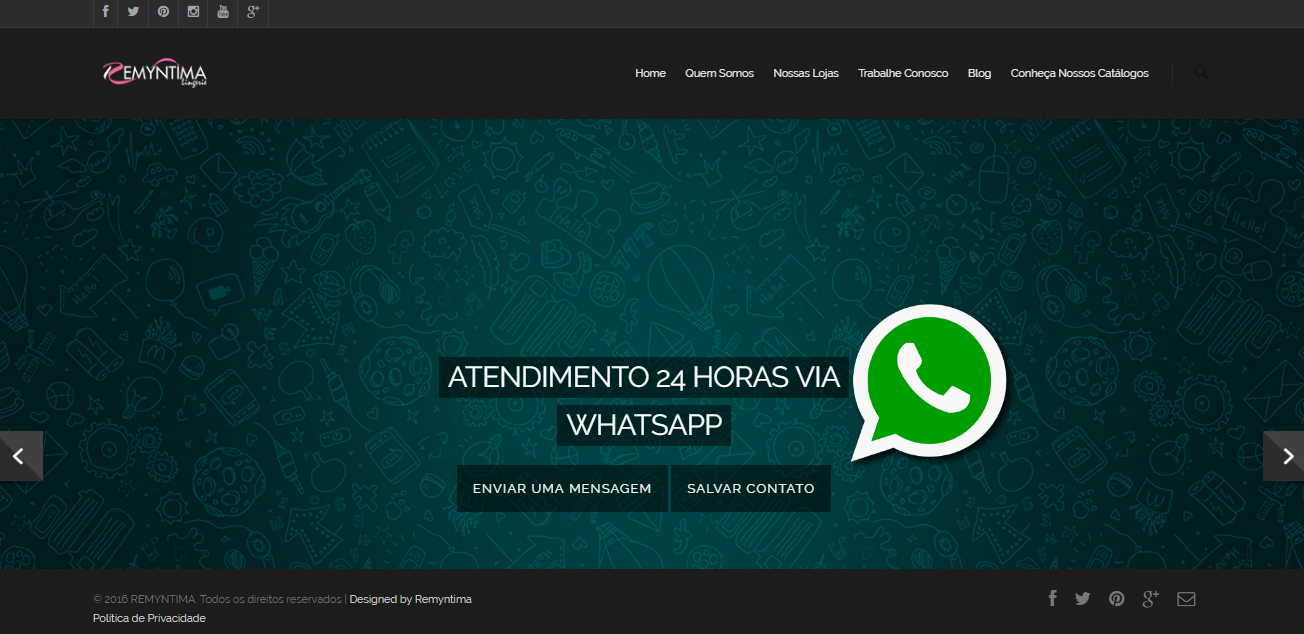 REMYNTIMA
lingerie
Home Quem Somos Nossas Lojas Trabalhe Conosco Blog Conheça Nossos Catálogos
ATENDIMENTO 24 HORAS VIA
WHATSAPP
ENVIAR UMA MENSAGEM SALVAR CONTATO
© 2016 REMYNTIMA. Todos os direitos reservados | Designed by Remyntima
Política de Privacidade